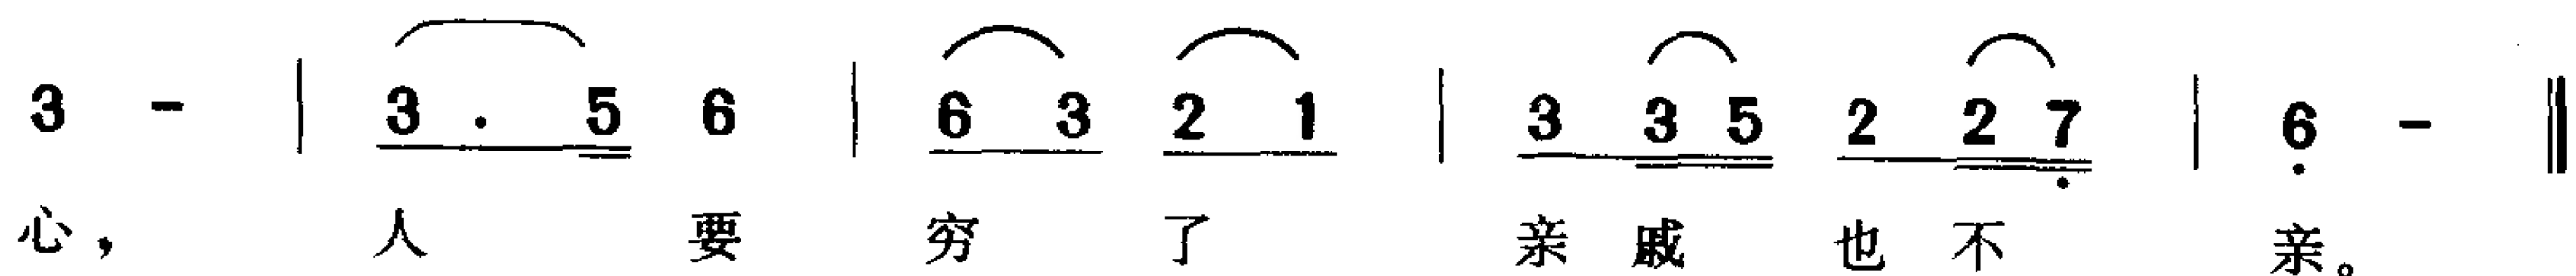 3 - | 3 . 5 6 | 6 3 2 1 | 3 3 5 2 2 7 | 6 - ‖
心， 人 要 穷 了 亲 戚 也 不 亲。